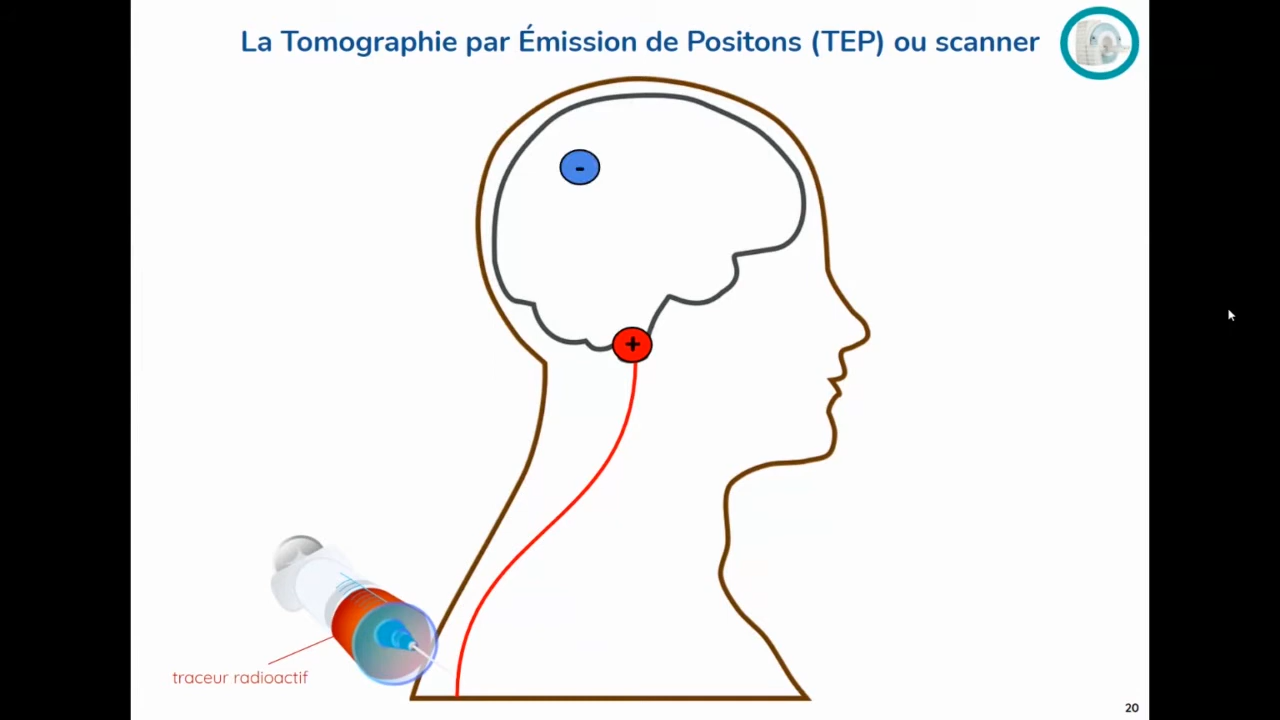 La Tomographie par Émission de Positons (TEP) ou scanner
-
+
traceur radioactif
20